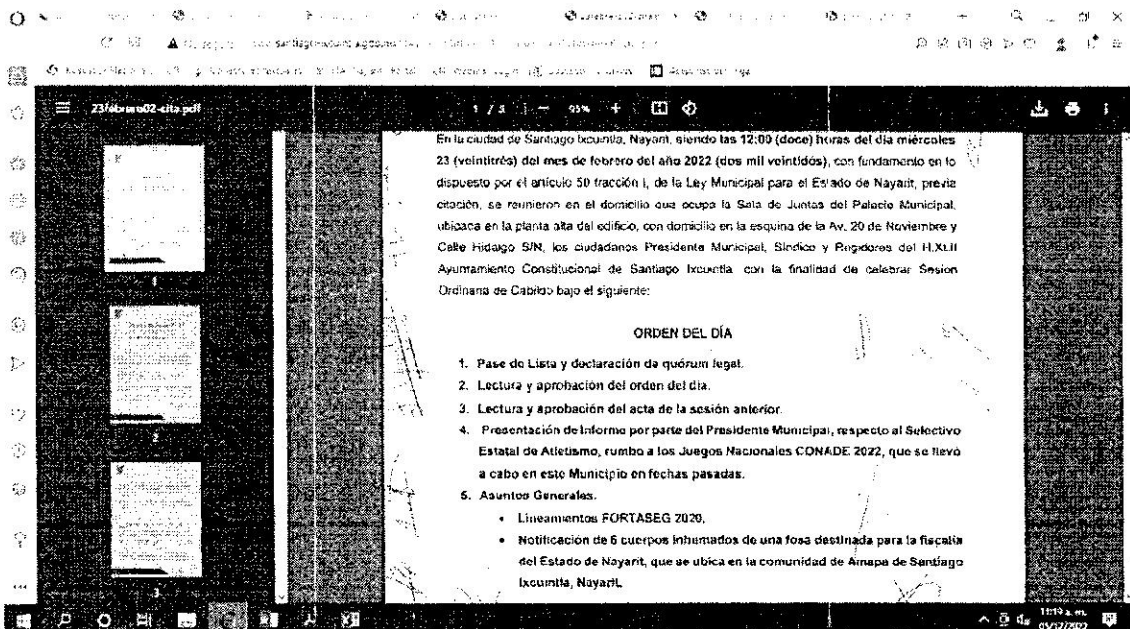 23febrero02-cita.pdf
1 / 3
95%
En la ciudad de Santiago Ixcuintla, Nayarit, siendo las 12:00 (doce) horas del día miércoles
23 (veintitrés) del mes de febrero del año 2022 (dos mil veintidós), con fundamento en lo
dispuesto por el artículo 50 fracción I, de la Ley Municipal para el Estado de Nayarit, previa
citación, se reunieron en el domicilio que ocupa la Sala de Juntas del Palacio Municipal,
ubicada en la planta alta del edificio, con domicilio en la esquina de la Av. 20 de Noviembre y
Calle Hidalgo S/N, los ciudadanos Presidente Municipal, Síndico y Regidores del H.XLII
Ayuntamiento Constitucional de Santiago Ixcuintla, con la finalidad de celebrar Sesión
Ordinaria de Cabildo bajo el siguiente:
ORDEN DEL DÍA
1. Pase de Lista y declaración de quórum legal.
2. Lectura y aprobación del orden del día.
3. Lectura y aprobación del acta de la sesión anterior.
4. Presentación de Informe por parte del Presidente Municipal, respecto al Selectivo
Estatal de Atletismo, rumbo a los Juegos Nacionales CONADE 2022, que se llevó
a cabo en este Municipio en fechas pasadas.
5. Asuntos Generales.
• Lineamientos FORTASEG 2020,
• Notificación de 6 cuerpos inhumados de una fosa destinada para la fiscalía
del Estado de Nayarit, que se ubica en la comunidad de Amapa de Santiago
Ixcuintla, Nayarit.
1
2
3
11:19 a.m.
05/12/2022